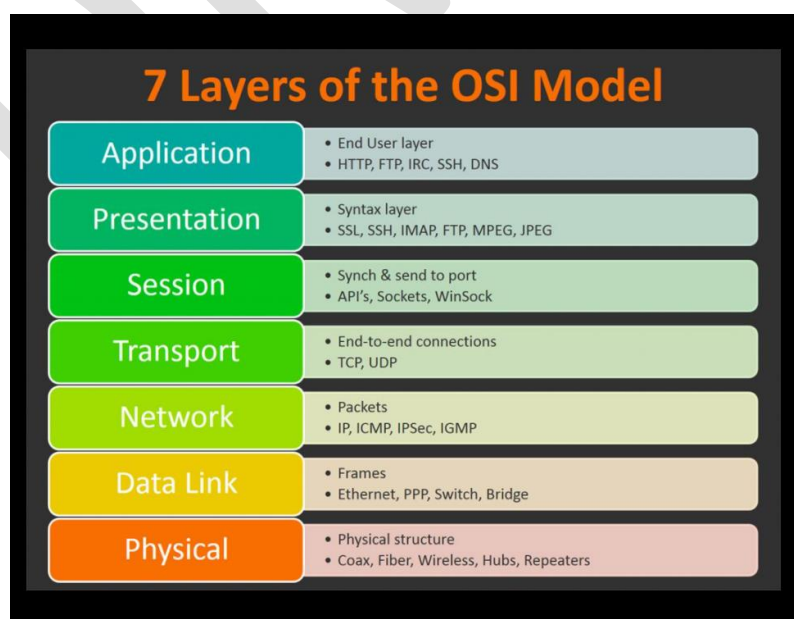 7 Layers of the OSI Model
Application
• End User layer
• HTTP, FTP, IRC, SSH, DNS
Presentation
• Syntax layer
• SSL, SSH, IMAP, FTP, MPEG, JPEG
Session
• Synch & send to port
• API's, Sockets, WinSock
Transport
• End-to-end connections
• TCP, UDP
Network
• Packets
• IP, ICMP, IPSec, IGMP
Data Link
• Frames
• Ethernet, PPP, Switch, Bridge
Physical
• Physical structure
• Coax, Fiber, Wireless, Hubs, Repeaters